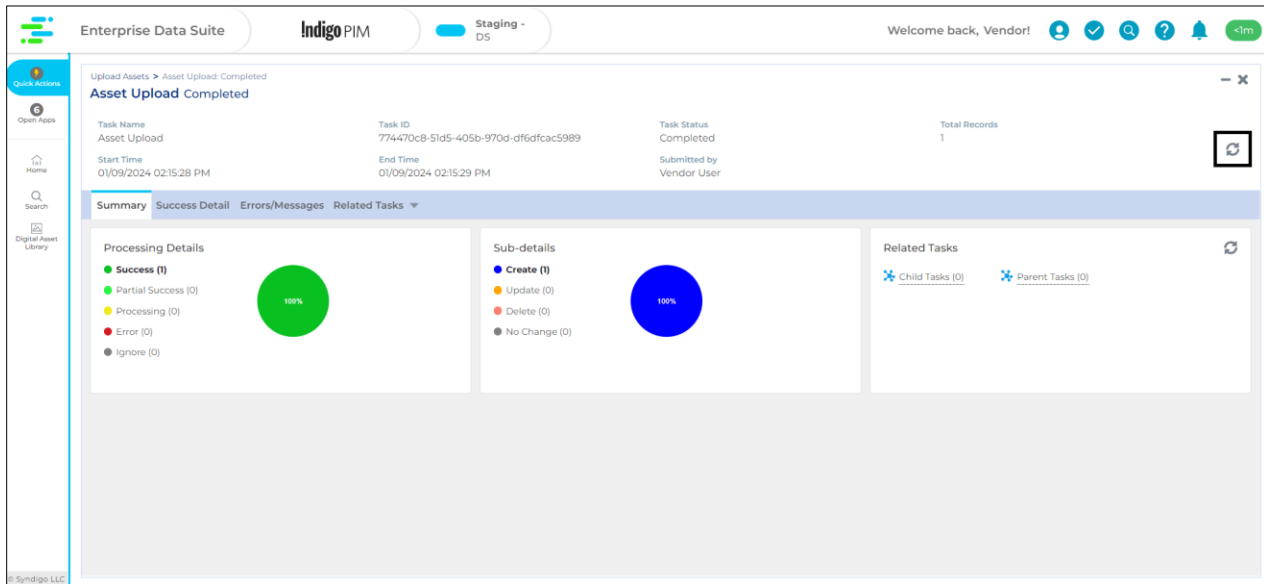 Enterprise Data Suite
!ndigo PIM
Staging -
DS
Welcome back, Vendor!
<1m
Quick Actions
6
Open Apps
Home
Search
Digital Asset
Library
© Syndigo LLC
Upload Assets > Asset Upload: Completed
Asset Upload Completed
Task Name
Asset Upload
Task ID
774470c8-51d5-405b-970d-df6dfcac5989
Task Status
Completed
Total Records
1
Start Time
01/09/2024 02:15:28 PM
End Time
01/09/2024 02:15:29 PM
Submitted by
Vendor User
Summary Success Detail Errors/Messages Related Tasks
Processing Details
Success (1)
Partial Success (0)
Processing (0)
Error (0)
Ignore (0)
100%
Sub-details
Create (1)
Update (0)
Delete (0)
No Change (0)
100%
Related Tasks
Child Tasks (0)
Parent Tasks (0)